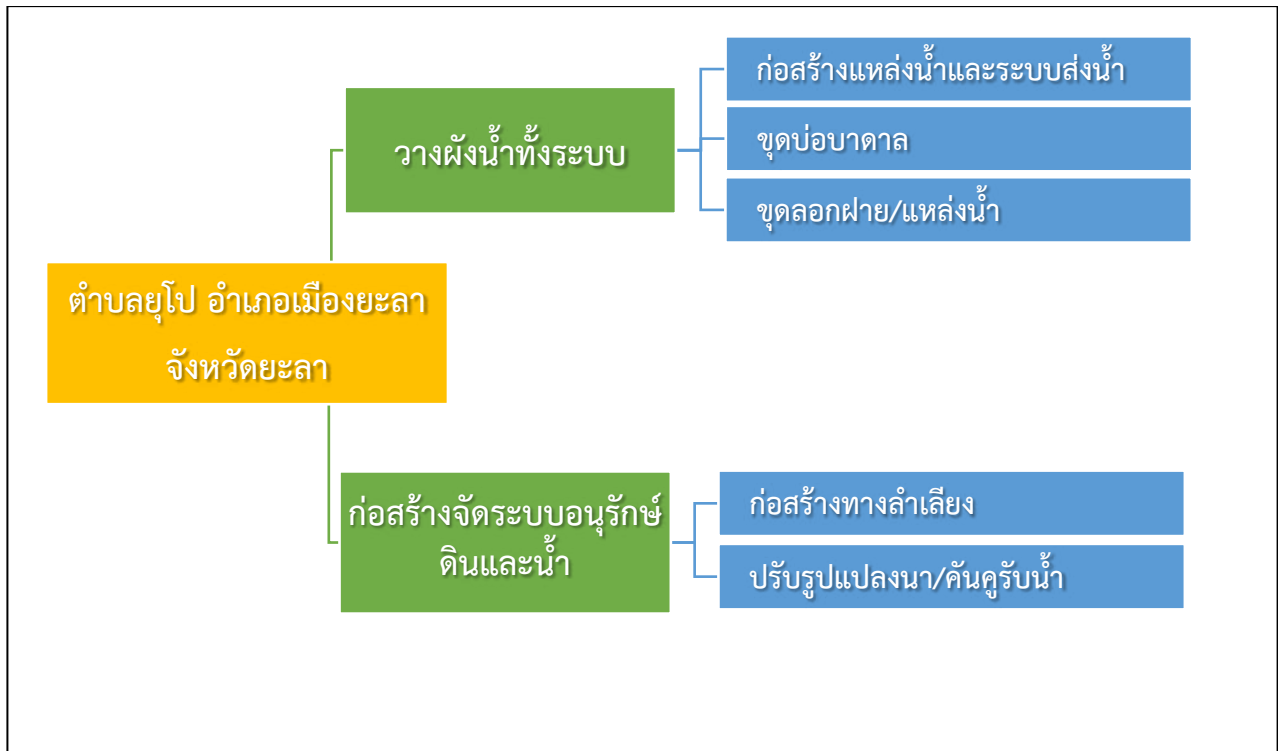 ก่อสร้างแหล่งน้ำและระบบส่งน้ำ
วางผังน้ำทั้งระบบ
ขุดบ่อบาดาล
ขุดลอกฝาย/แหล่งน้ำ
ตำบลยุโป อำเภอเมืองยะลา
จังหวัดยะลา
ก่อสร้างจัดระบบอนุรักษ์
ดินและน้ำ
ก่อสร้างทางลำเลียง
ปรับรูปแปลงนา/คันคูรับน้ำ